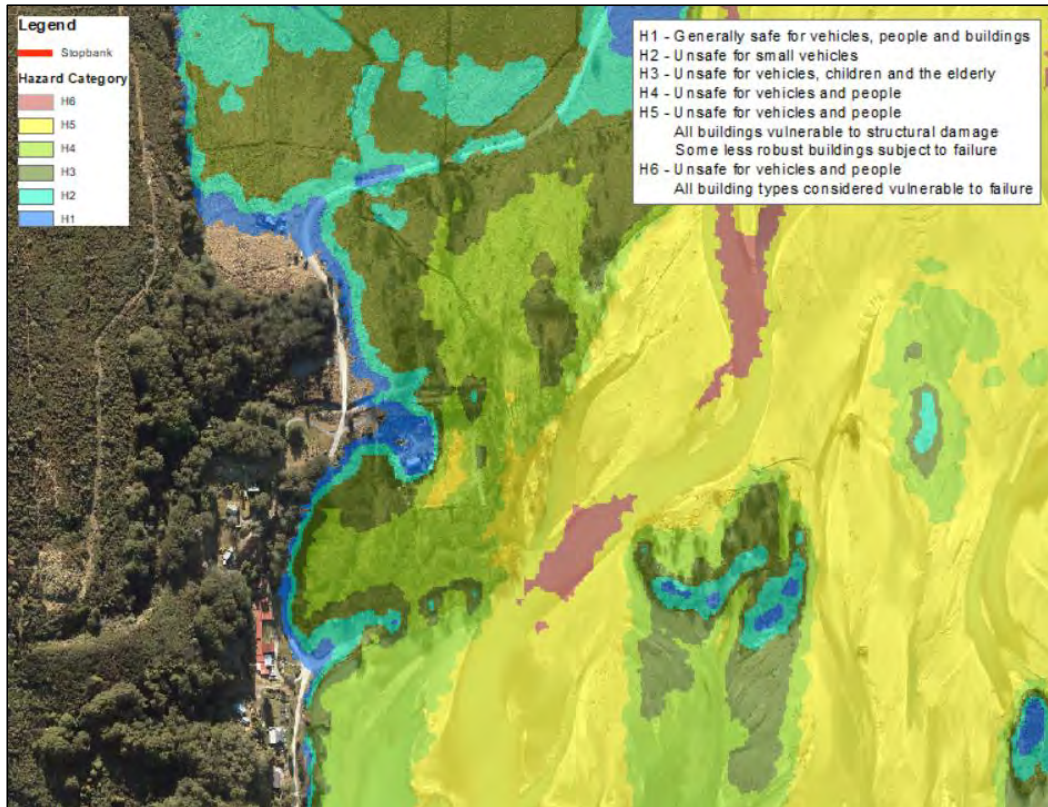 Legend
Stopbank
Hazard Category
H6
H5
H4
H3
H2
H1
H1 - Generally safe for vehicles, people and buildings
H2 - Unsafe for small vehicles
H3 - Unsafe for vehicles, children and the elderly
H4 - Unsafe for vehicles and people
H5 - Unsafe for vehicles and people
All buildings vulnerable to structural damage
Some less robust buildings subject to failure
H6 - Unsafe for vehicles and people
All building types considered vulnerable to failure